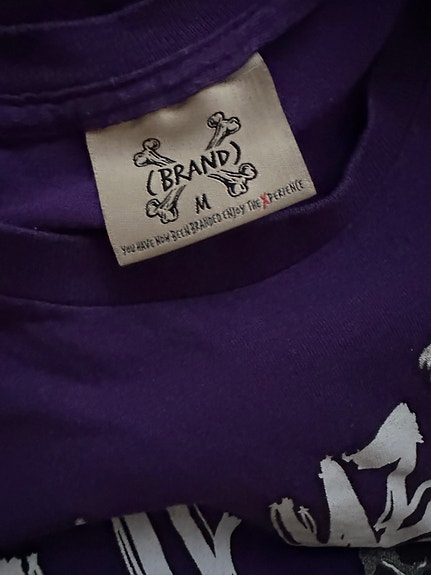 (BRAND)
M
YOU HAVE NOW BEEN BRANDED ENJOY THE XPERIENCE